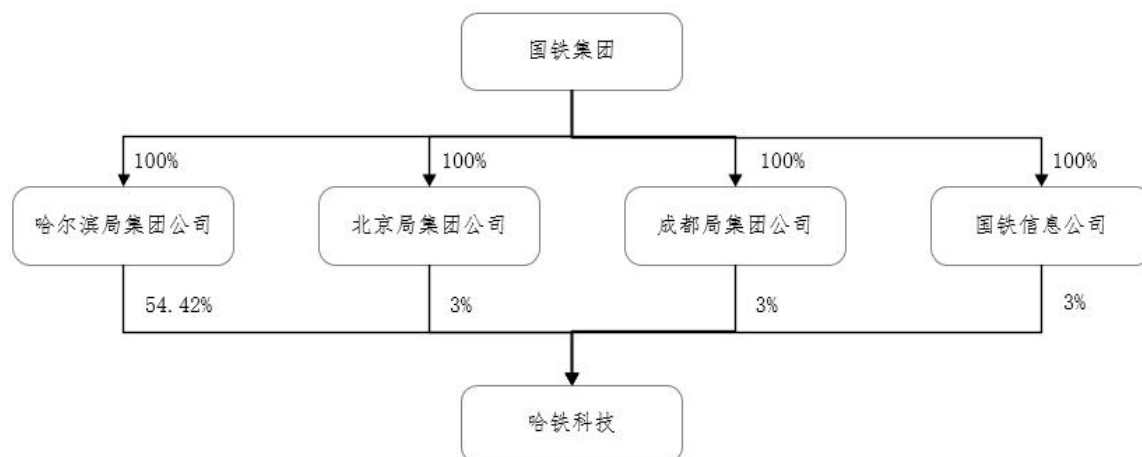 国铁集团
100%
100%
100%
100%
哈尔滨局集团公司
北京局集团公司
成都局集团公司
国铁信息公司
54.42%
3%
3%
3%
哈铁科技